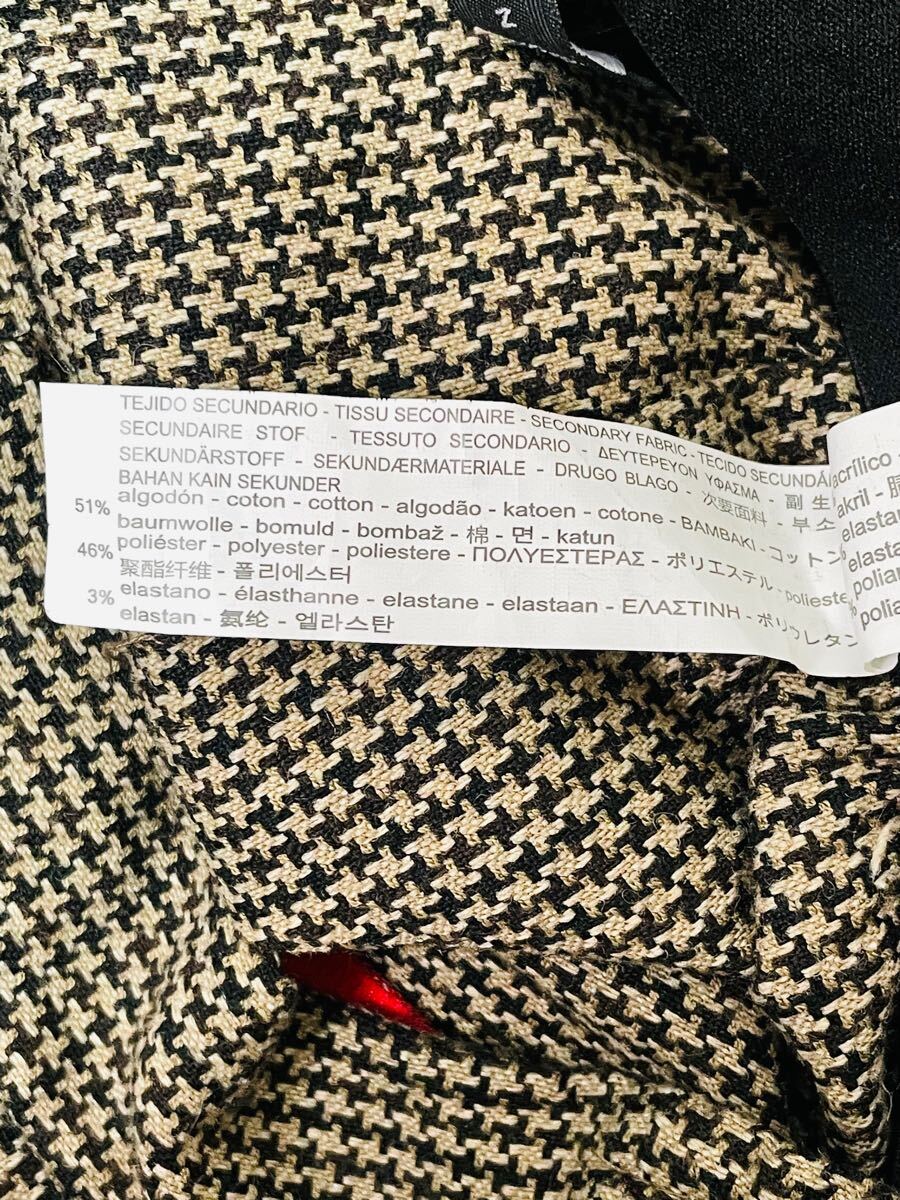 TEJIDO SECUNDARIO - TISSU SECONDAIRE - SECONDARY FABRIC - TECIDO SECUNDÁ
SECUNDAIRE STOF - TESSUTO SECONDARIO - ΔΕΥΤΕΡΕΥΟΝ ΥΦΑΣΜΑ - 副 生
SEKUNDÄRSTOFF - SEKUNDÆRMATERIALE - DRUGO BLAGO - 次要面料 - 부소
BAHAN KAIN SEKUNDER
51% algodón - coton - cotton - algodão - katoen - cotone - BAMBAKI - コットン
baumwolle - bomuld - bombaž - 棉 - 면 - katun
46% poliéster - polyester - poliestere - ΠΟΛΥΕΣΤΕΡΑΣ - ポリエステル - polieste
聚酯纤维 - 폴리에스터
3% elastano - élasthanne - elastane - elastaan - ΕΛΑΣΤΙΝΗ - ポリウレタン
elastan - 氨纶 - 엘라스탄
acrílico -
akril -
elastan
elasta
polian
polia